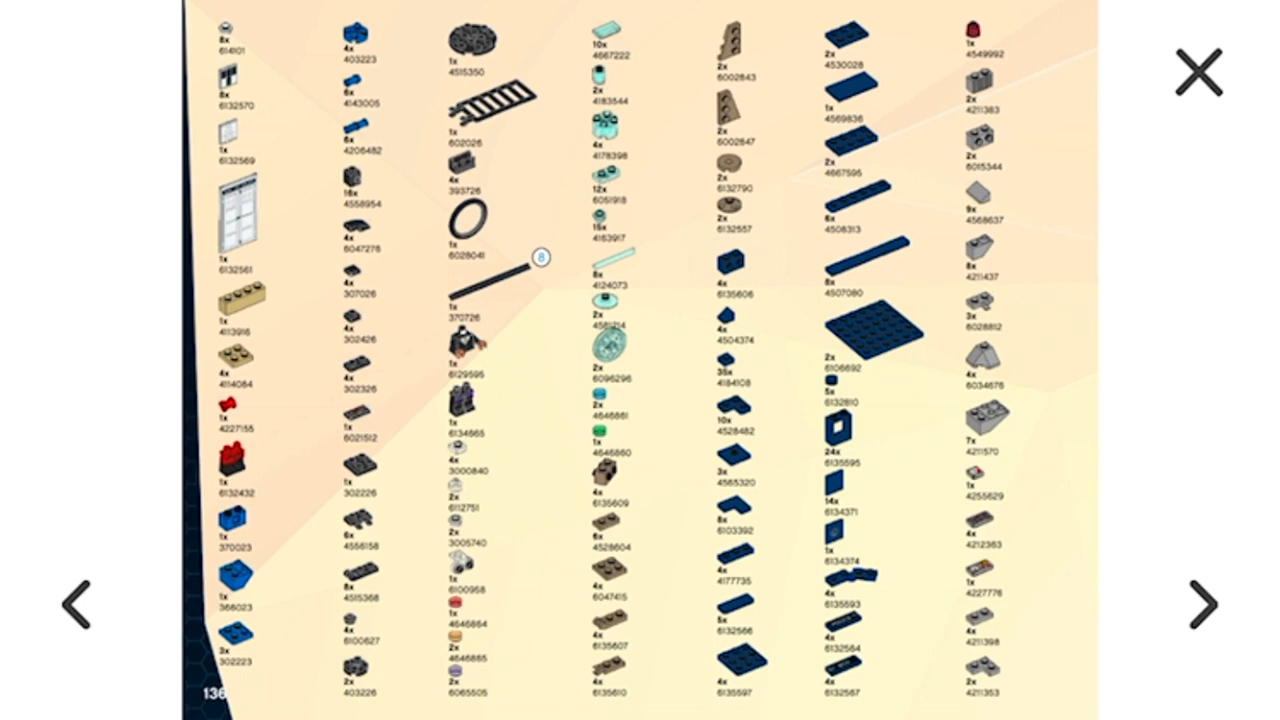 8x
614101
8x
6132570
1x
6132569
1x
6132561
1x
4113916
4x
4114084
1x
4227155
1x
6132432
1x
370023
1x
366023
3x
302223
136
4x
403223
6x
4143005
6x
4206482
16x
4558954
4x
6047276
4x
307026
4x
302426
4x
302326
1x
6021512
1x
302226
6x
4556158
8x
4515368
4x
6100627
2x
403226
1x
4515350
1x
602026
4x
393726
1x
6028041
8
1x
370726
1x
6129595
1x
6134665
4x
3000840
2x
6112751
2x
3005740
1x
6100958
1x
4646864
2x
4646865
2x
6065505
10x
4667222
2x
4183544
4x
4178398
12x
6051918
15x
4163917
8x
4124073
2x
2x
6096296
2x
4646861
1x
4646860
4x
6135609
6x
4528604
4x
6047415
4x
6135607
4x
6135610
2x
6002843
2x
6002847
2x
6132790
2x
6132557
4x
6135606
4x
4504374
35x
4184108
10x
4528482
3x
4565320
8x
6103392
4x
4177735
5x
6132566
4x
6135597
2x
4530028
1x
4569836
2x
4667595
6x
4508313
8x
4507080
2x
6106692
5x
6132810
24x
6135595
14x
6134371
1x
6134374
4x
6135593
4x
6132564
4x
6132567
1x
4549992
2x
4211383
2x
6015344
9x
4568637
8x
4211437
3x
6028812
4x
6034676
7x
4211570
1x
4255629
4x
4212363
1x
4227776
4x
4211398
2x
4211353